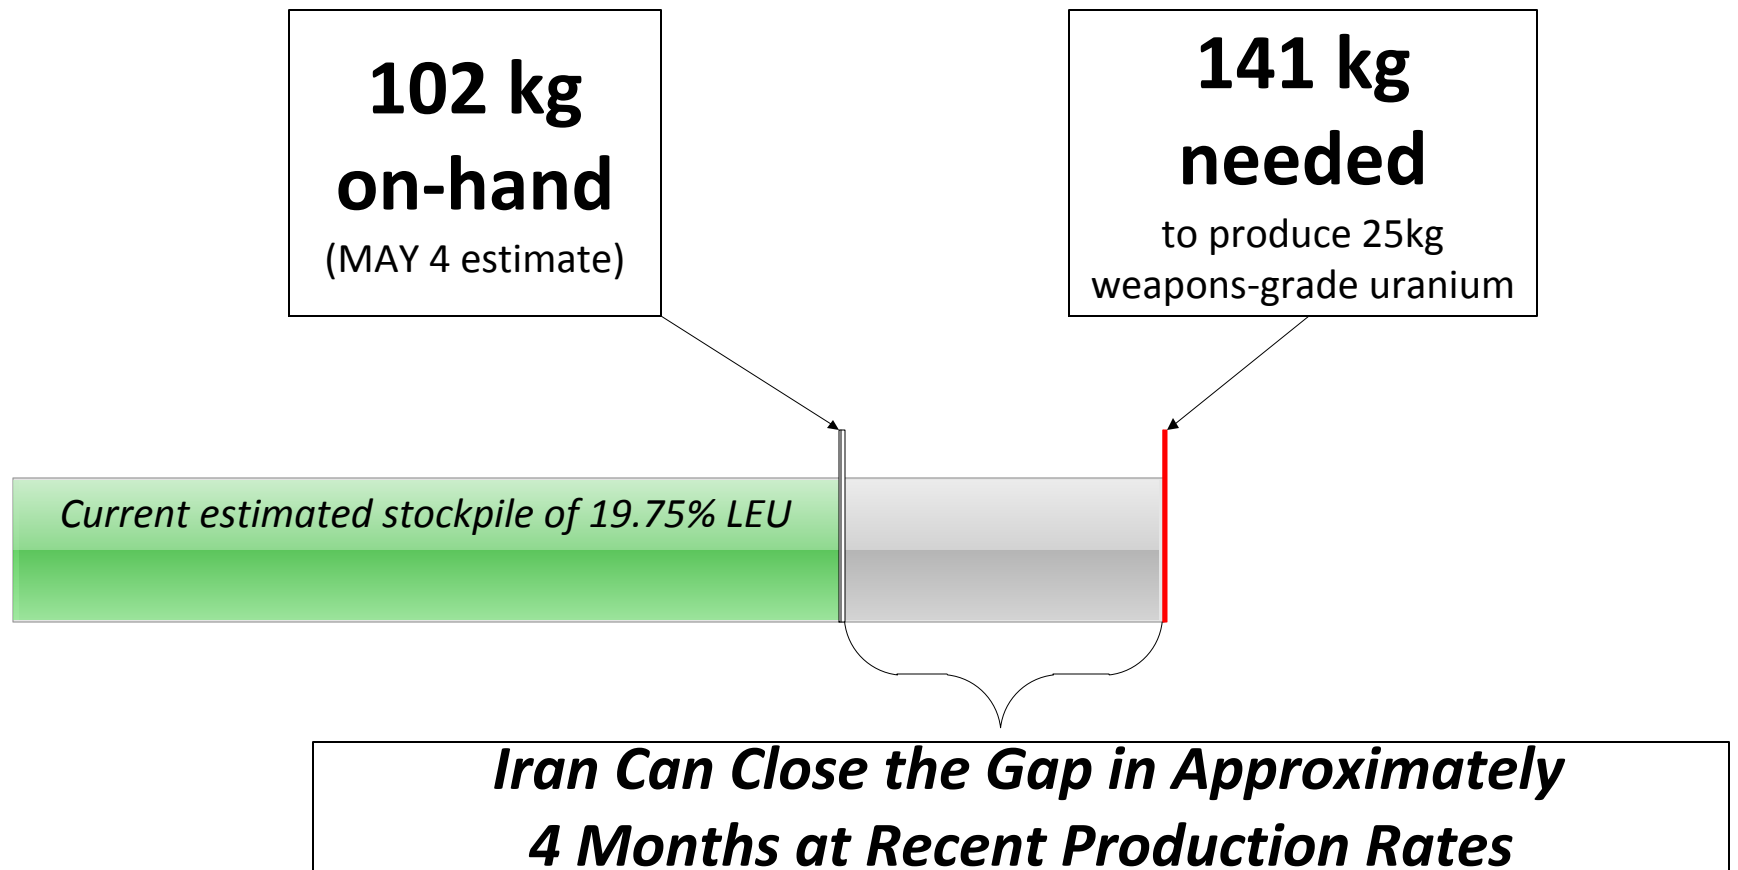 102 kg
on-hand
(MAY 4 estimate)
141 kg
needed
to produce 25kg
weapons-grade uranium
Current estimated stockpile of 19.75% LEU
Iran Can Close the Gap in Approximately
4 Months at Recent Production Rates